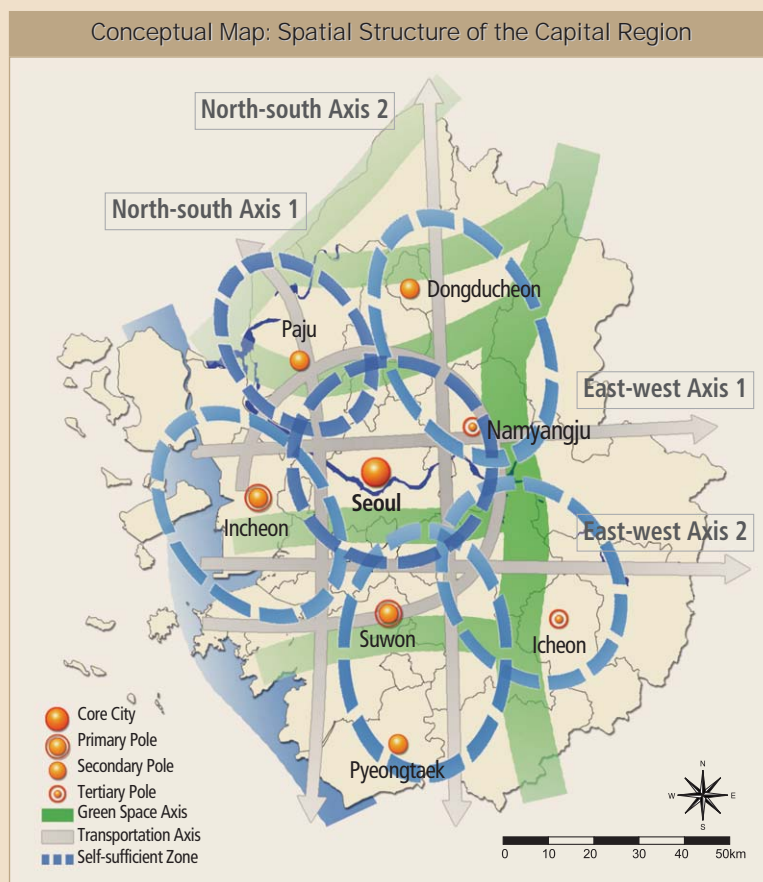 Conceptual Map: Spatial Structure of the Capital Region
North-south Axis 2
North-south Axis 1
Dongducheon
Paju
East-west Axis 1
Namyangju
Seoul
Incheon
East-west Axis 2
Suwon
Icheon
Pyeongtaek
Core City
Primary Pole
Secondary Pole
Tertiary Pole
Green Space Axis
Transportation Axis
Self-sufficient Zone
N
W E
S
0 10 20 30 40 50km